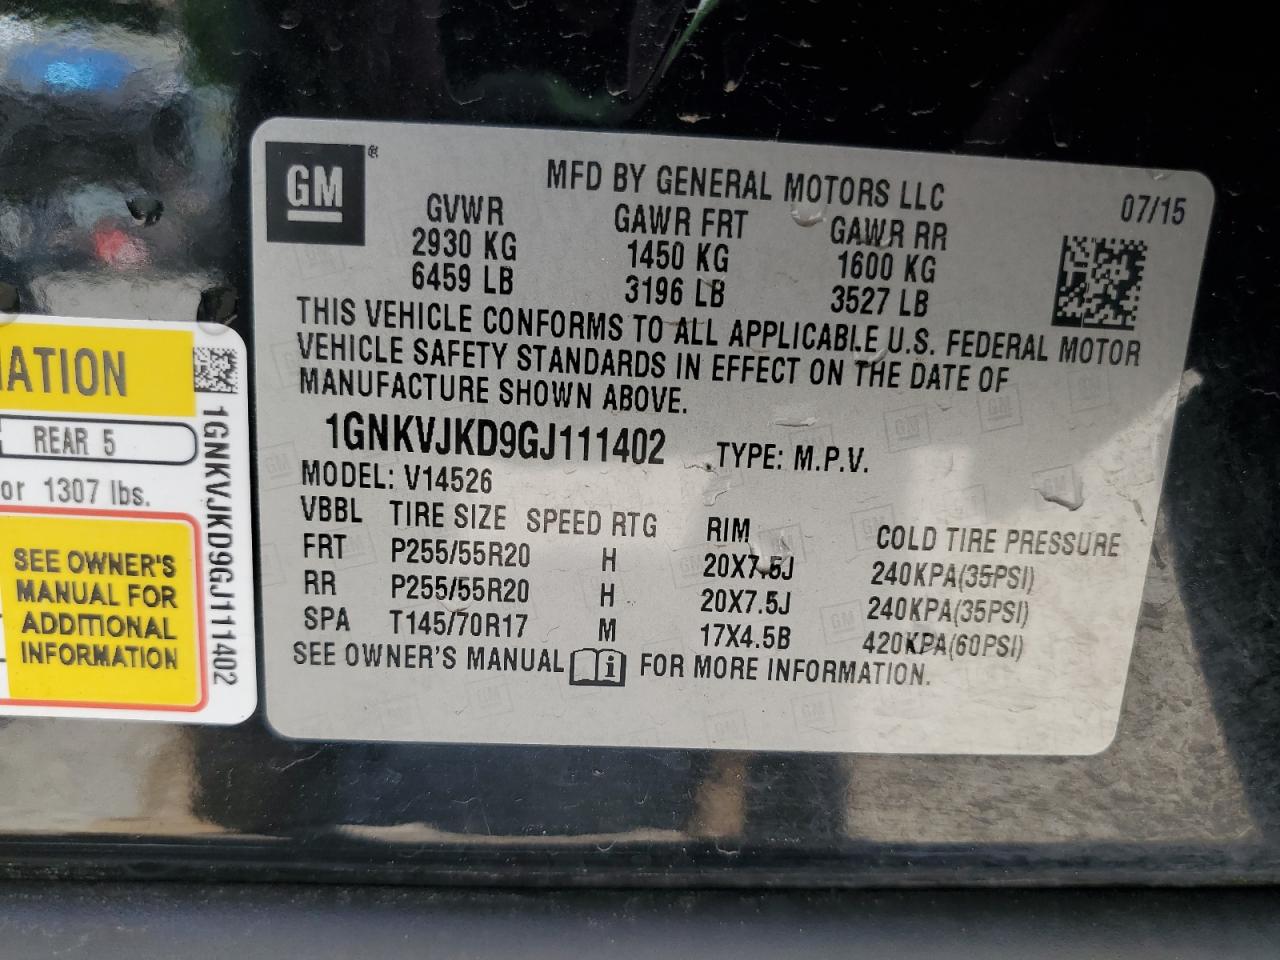 GM ®
MFD BY GENERAL MOTORS LLC
07/15
GVWR GAWR FRT GAWR RR
2930 KG 1450 KG 1600 KG
6459 LB 3196 LB 3527 LB
THIS VEHICLE CONFORMS TO ALL APPLICABLE U.S. FEDERAL MOTOR
VEHICLE SAFETY STANDARDS IN EFFECT ON THE DATE OF
MANUFACTURE SHOWN ABOVE.
1GNKVJKD9GJ111402 TYPE: M.P.V.
MODEL: V14526
VBBL TIRE SIZE SPEED RTG RIM COLD TIRE PRESSURE
FRT P255/55R20 H 20X7.5J 240KPA(35PSI)
RR P255/55R20 H 20X7.5J 240KPA(35PSI)
SPA T145/70R17 M 17X4.5B 420KPA(60PSI)
SEE OWNER'S MANUAL i FOR MORE INFORMATION.
REAR 5
or 1307 lbs.
SEE OWNER'S
MANUAL FOR
ADDITIONAL
INFORMATION
1GNKVJKD9GJ111402